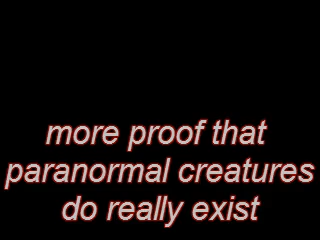 more proof that
paranormal creatures
do really exist